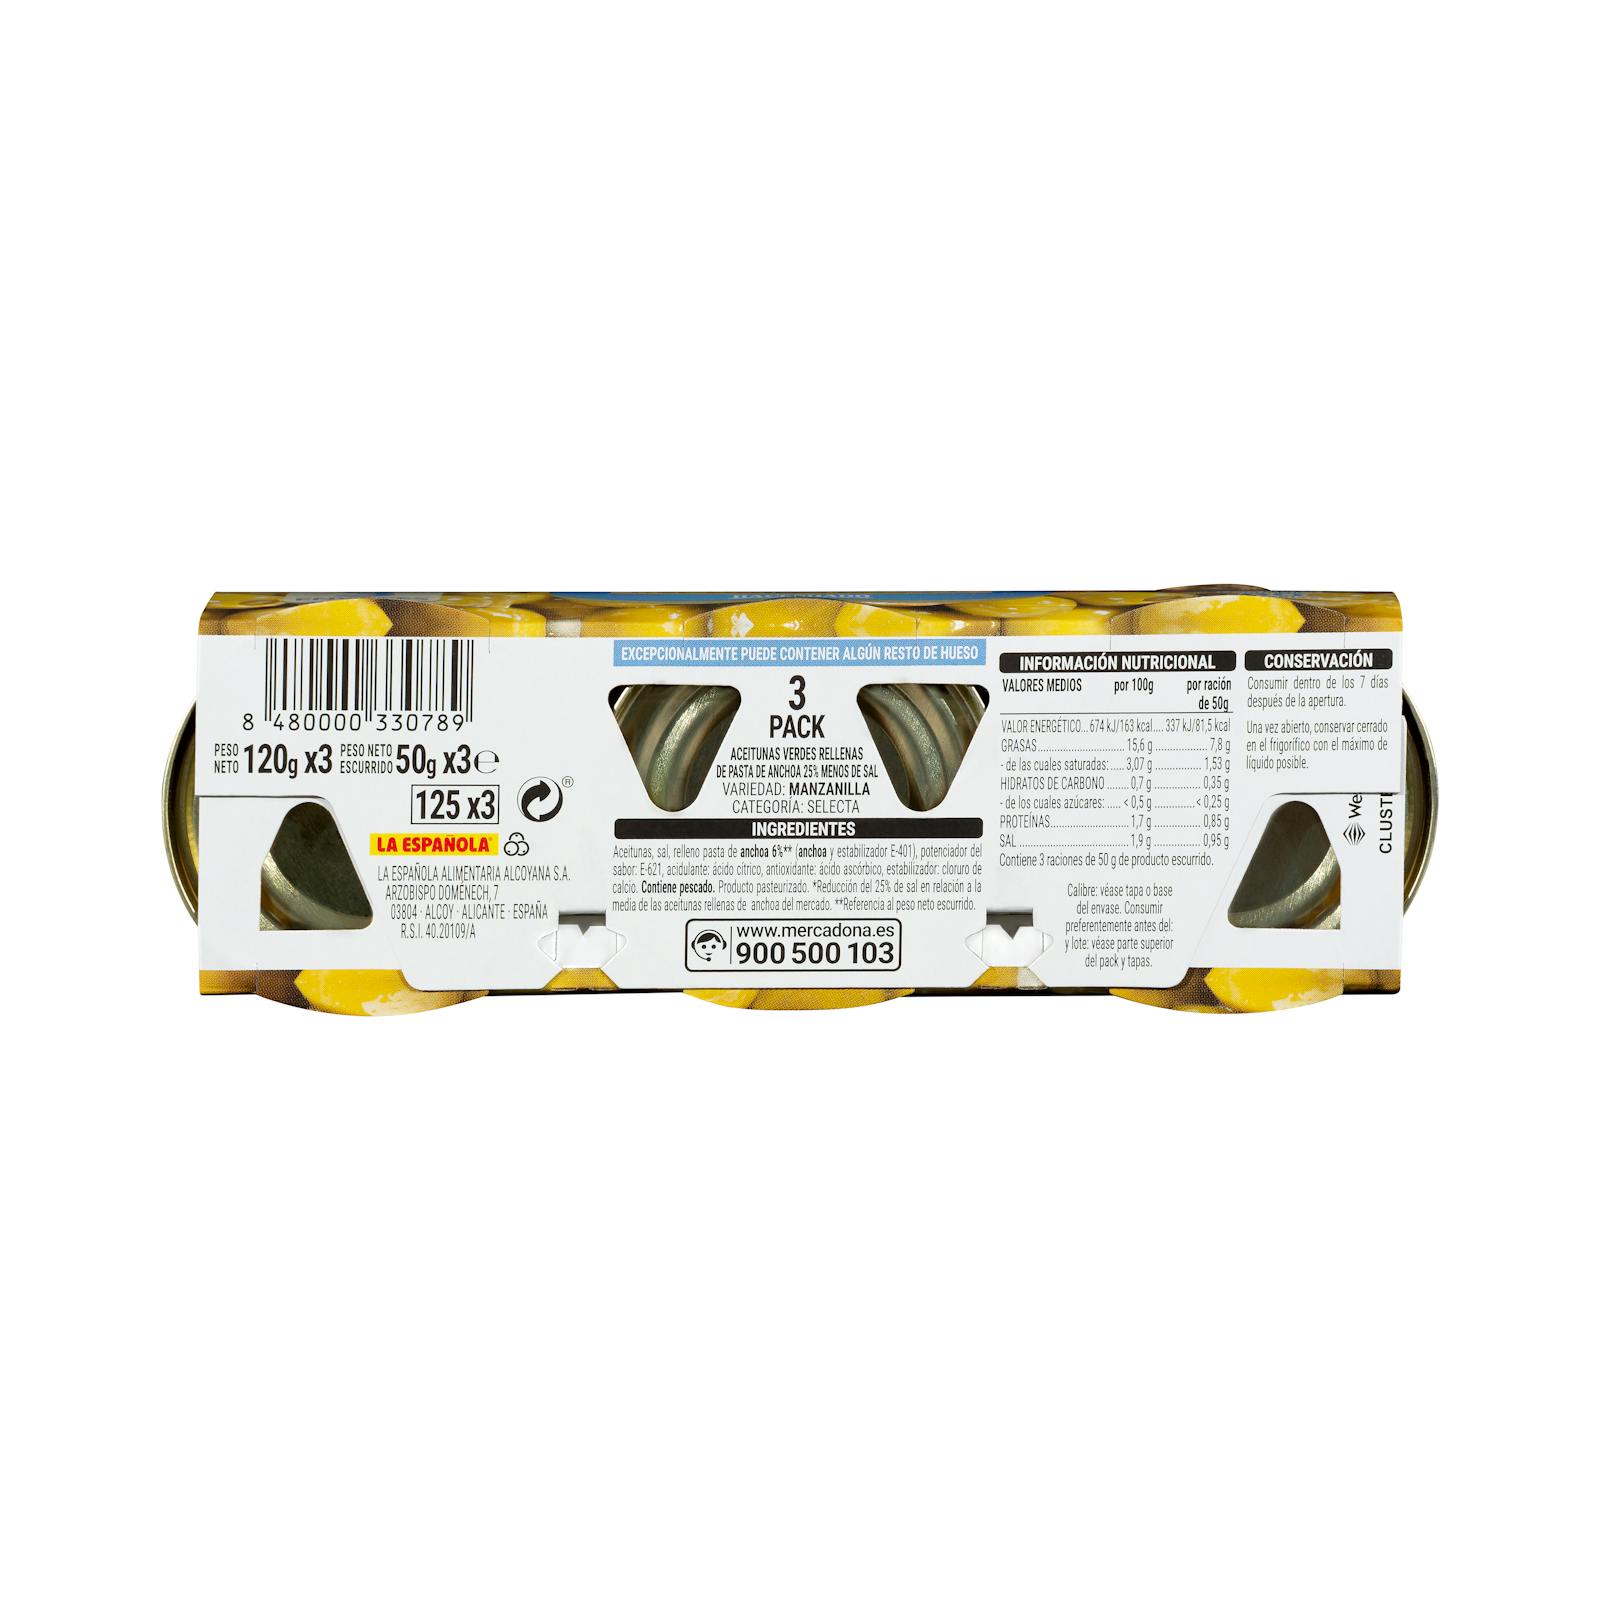 HACENDADO
8 480000 330789
PESO NETO 120g x3 PESO NETO ESCURRIDO 50g x3 ℮
125 x3
LA ESPAÑOLA
LA ESPAÑOLA ALIMENTARIA ALCOYANA S.A.
ARZOBISPO DOMÉNECH, 7
03804 · ALCOY · ALICANTE · ESPAÑA
R.S.I. 40.20109/A
EXCEPCIONALMENTE PUEDE CONTENER ALGÚN RESTO DE HUESO
3
PACK
ACEITUNAS VERDES RELLENAS
DE PASTA DE ANCHOA 25% MENOS DE SAL
VARIEDAD: MANZANILLA
CATEGORÍA: SELECTA
INGREDIENTES
Aceitunas, sal, relleno pasta de anchoa 6%** (anchoa y estabilizador E-401), potenciador del
sabor: E-621, acidulante: ácido cítrico, antioxidante: ácido ascórbico, estabilizador: cloruro de
calcio. Contiene pescado. Producto pasteurizado. *Reducción del 25% de sal en relación a la
media de las aceitunas rellenas de anchoa del mercado. **Referencia al peso neto escurrido.
www.mercadona.es
900 500 103
INFORMACIÓN NUTRICIONAL
VALORES MEDIOS por 100g por ración
de 50g
VALOR ENERGÉTICO...674 kJ/163 kcal.... 337 kJ/81,5 kcal
GRASAS..................... 15,6 g ............... 7,8 g
- de las cuales saturadas: ..... 3,07 g ............. 1,53 g
HIDRATOS DE CARBONO ...... 0,7 g ............. 0,35 g
- de los cuales azúcares: .... < 0,5 g ........... < 0,25 g
PROTEÍNAS.................... 1,7 g ............. 0,85 g
SAL ............................ 1,9 g ............. 0,95 g
Contiene 3 raciones de 50 g de producto escurrido.
Calibre: véase tapa o base
del envase. Consumir
preferentemente antes del:
y lote: véase parte superior
del pack y tapas.
CONSERVACIÓN
Consumir dentro de los 7 días
después de la apertura.
Una vez abierto, conservar cerrado
en el frigorífico con el máximo de
líquido posible.
We
CLUST